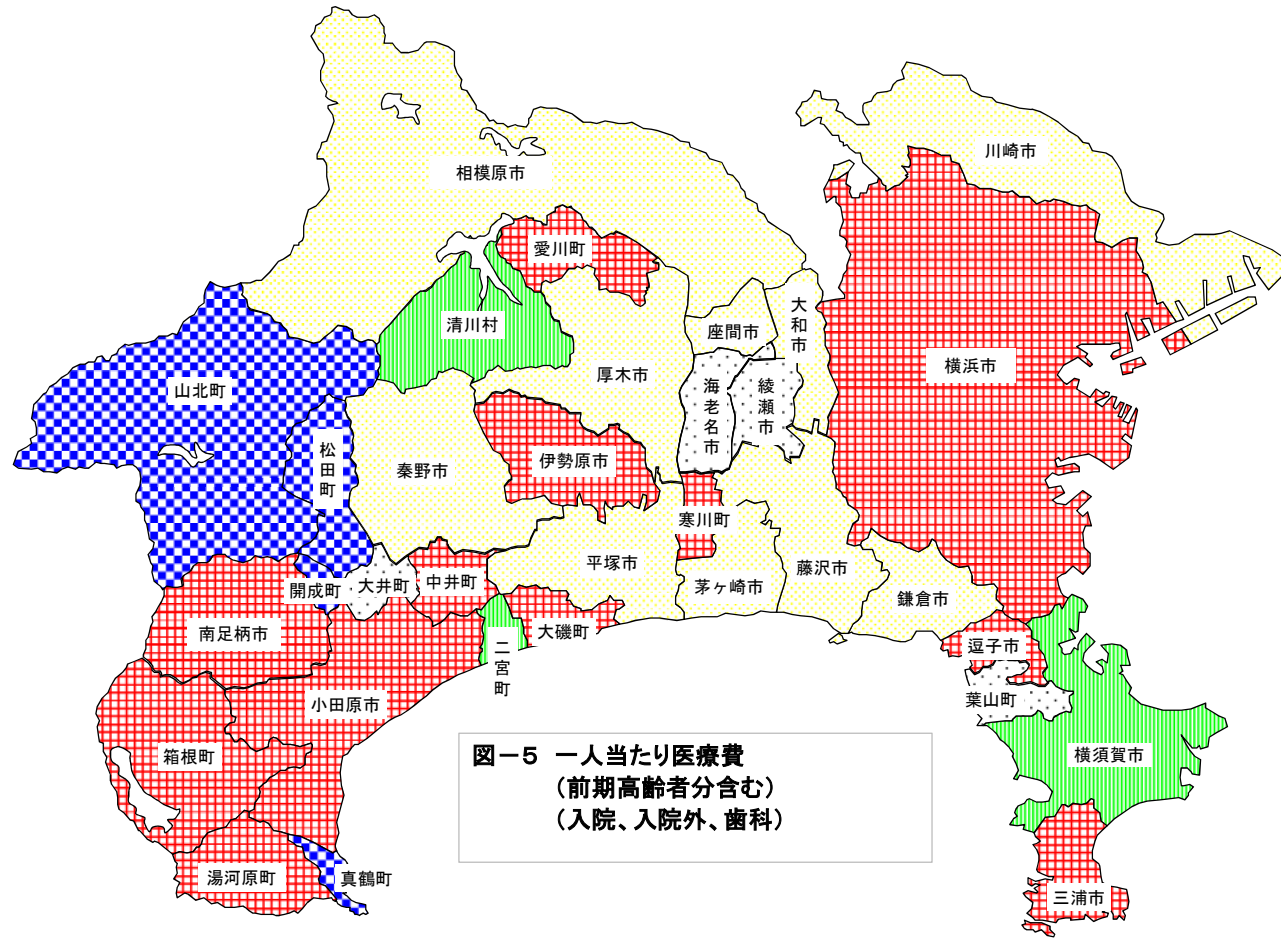 川崎市
相模原市
愛川町
大和市
清川村
座間市
横浜市
厚木市
山北町
海老名市
綾瀬市
松田町
伊勢原市
秦野市
寒川町
平塚市
藤沢市
中井町
大井町
開成町
茅ヶ崎市
鎌倉市
南足柄市
大磯町
逗子市
二宮町
葉山町
小田原市
箱根町
横須賀市
図－5 一人当たり医療費
(前期高齢者分含む)
(入院、入院外、歯科)
湯河原町
真鶴町
三浦市